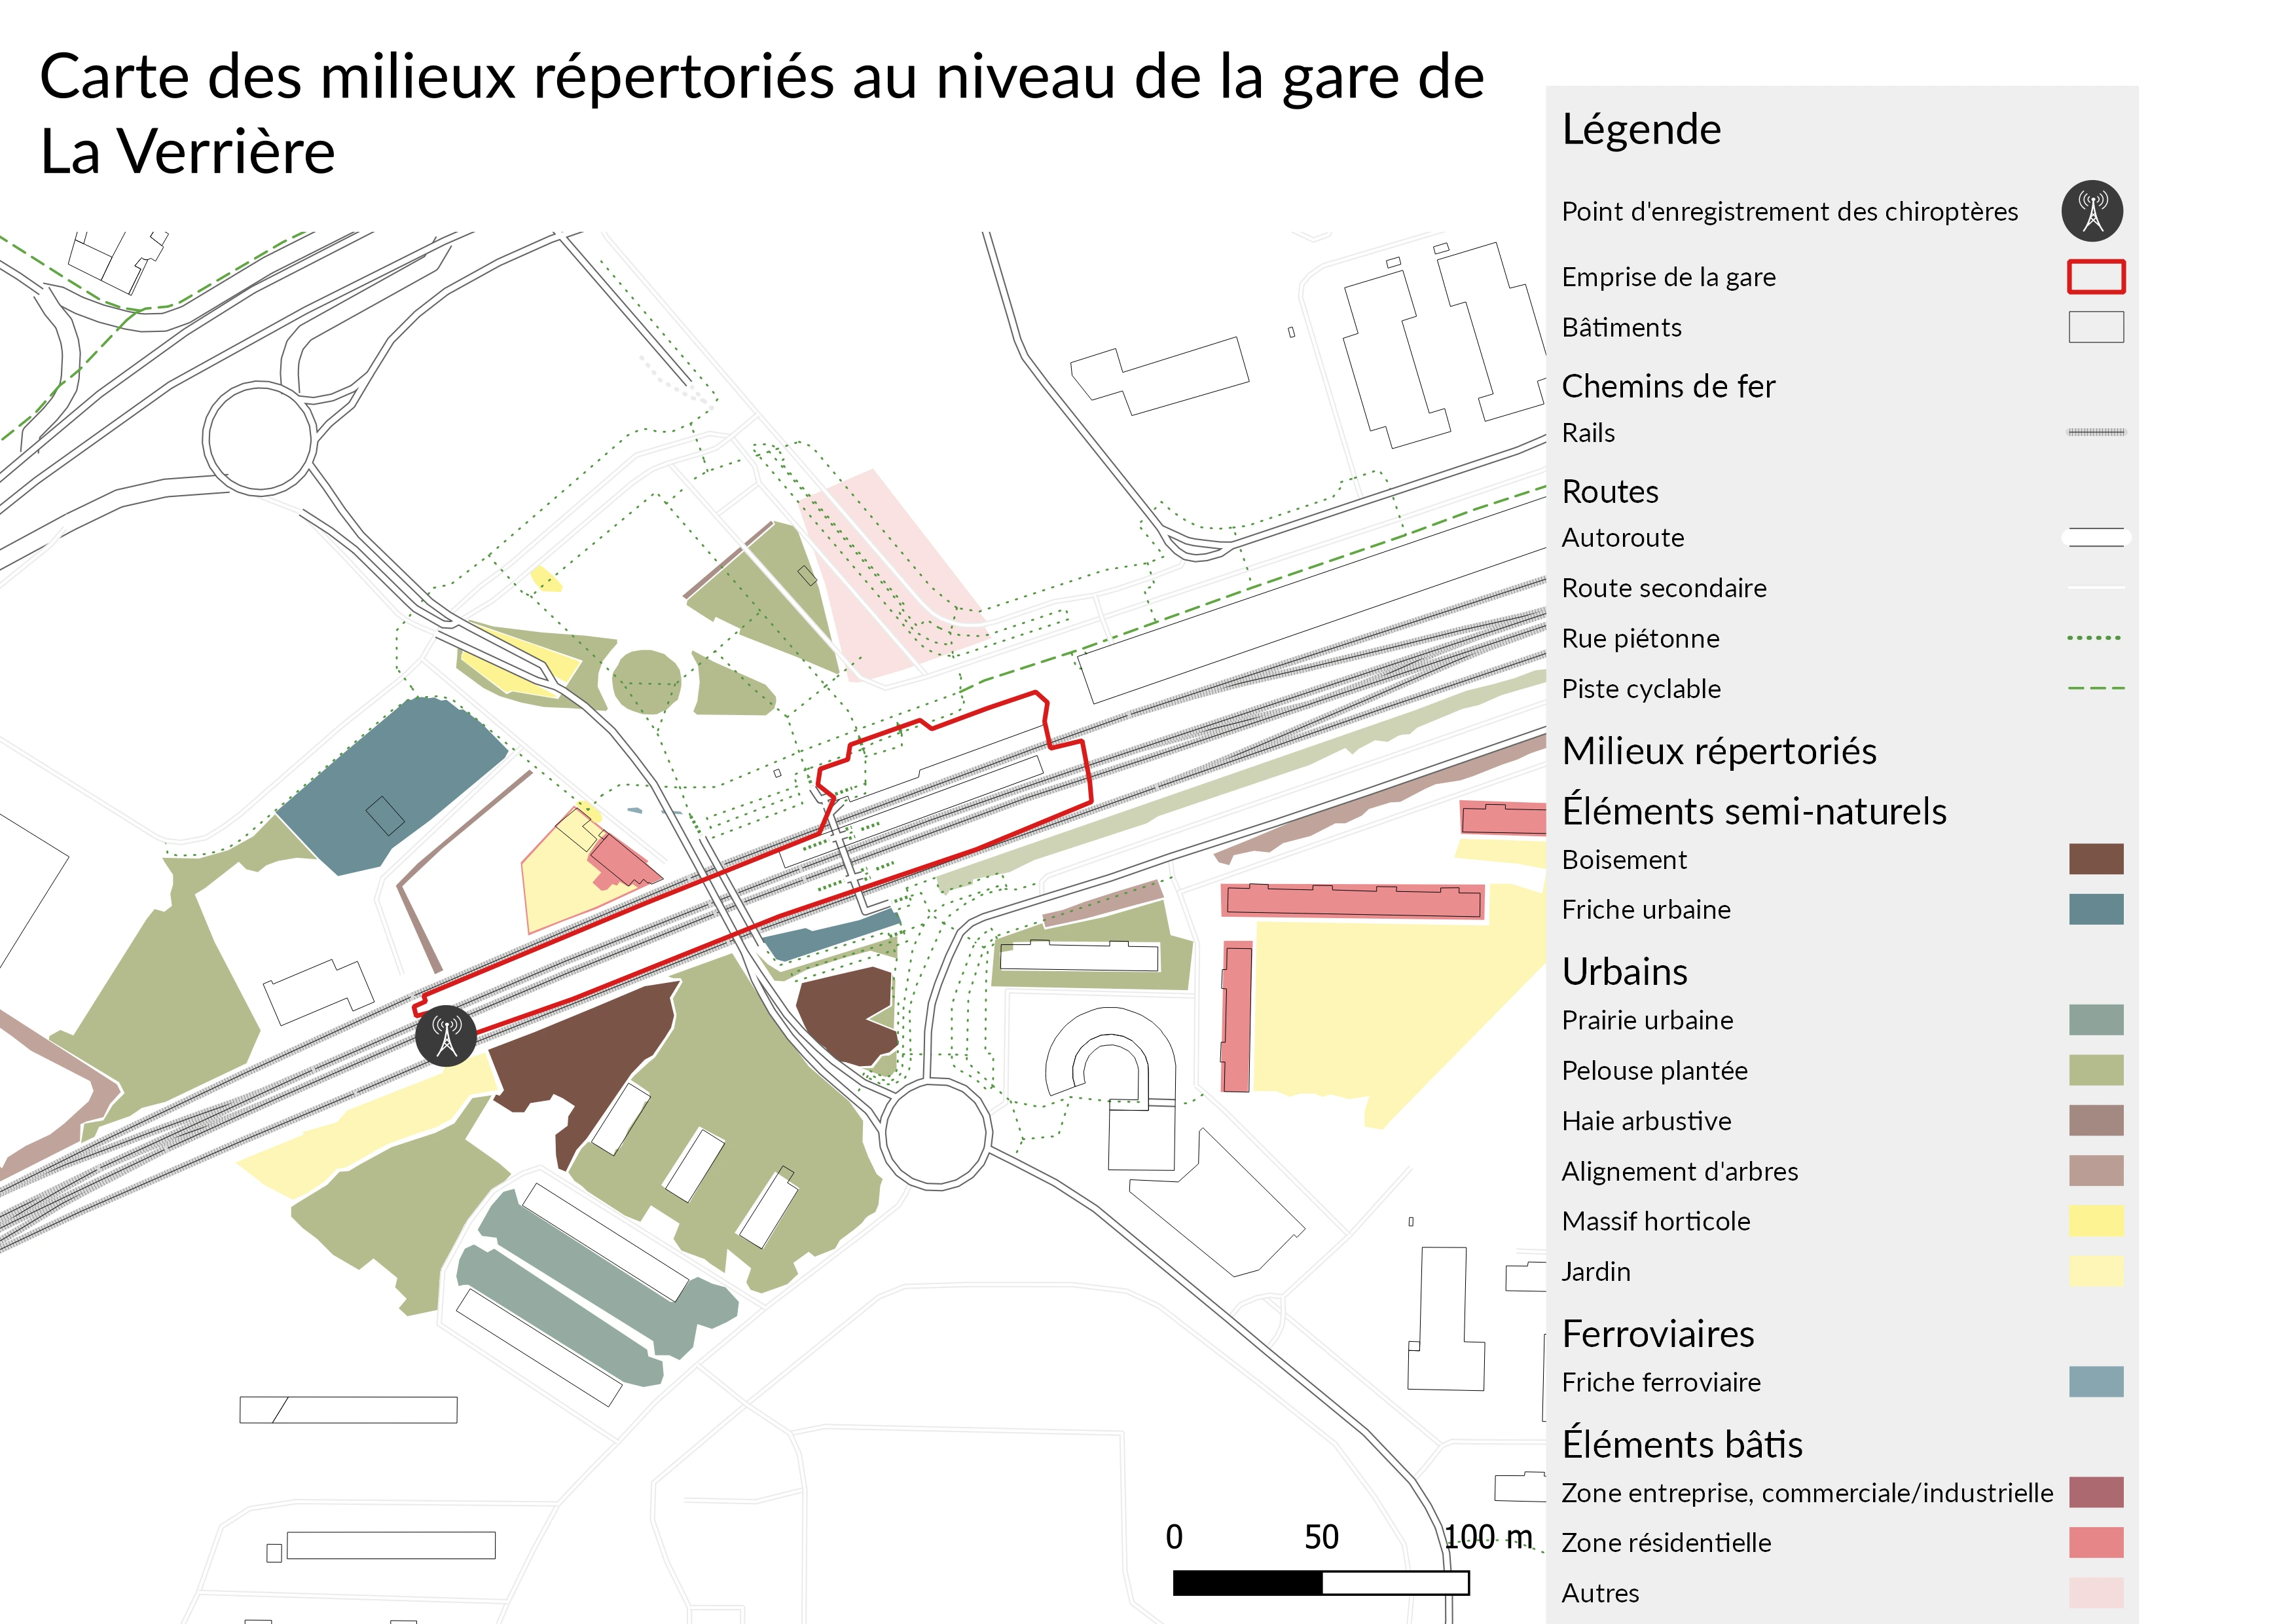 Carte des milieux répertoriés au niveau de la gare de
La Verrière
Légende
Point d'enregistrement des chiroptères
Emprise de la gare
Bâtiments
Chemins de fer
Rails
Routes
Autoroute
Route secondaire
Rue piétonne
Piste cyclable
Milieux répertoriés
Éléments semi-naturels
Boisement
Friche urbaine
Urbains
Prairie urbaine
Pelouse plantée
Haie arbustive
Alignement d'arbres
Massif horticole
Jardin
Ferroviaires
Friche ferroviaire
Éléments bâtis
Zone entreprise, commerciale/industrielle
Zone résidentielle
Autres
0 50 100 m